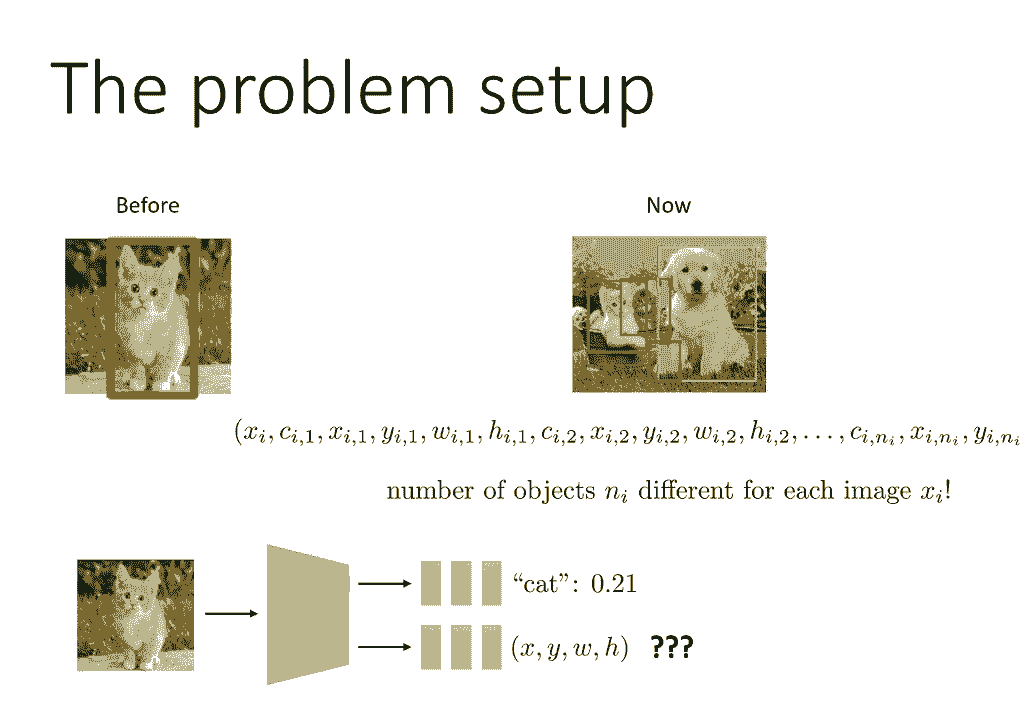 The problem setup
Before
Now
(x_i, c_{i,1}, x_{i,1}, y_{i,1}, w_{i,1}, h_{i,1}, c_{i,2}, x_{i,2}, y_{i,2}, w_{i,2}, h_{i,2}, . . . , c_{i,n_i}, x_{i,n_i}, y_{i,n_i}
number of objects n_i different for each image x_i!
“cat”: 0.21
(x, y, w, h) ???